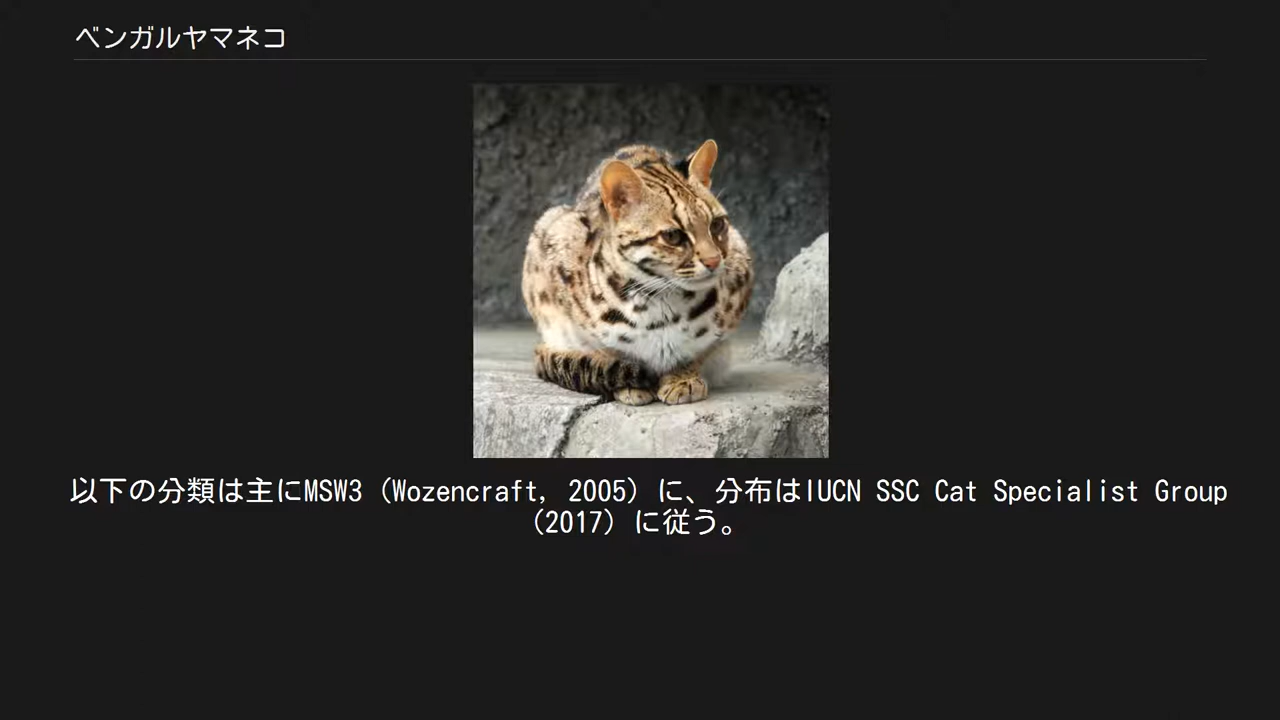 ベンガルヤマネコ
以下の分類は主にMSW3（Wozencraft, 2005）に、分布はIUCN SSC Cat Specialist Group
（2017）に従う。